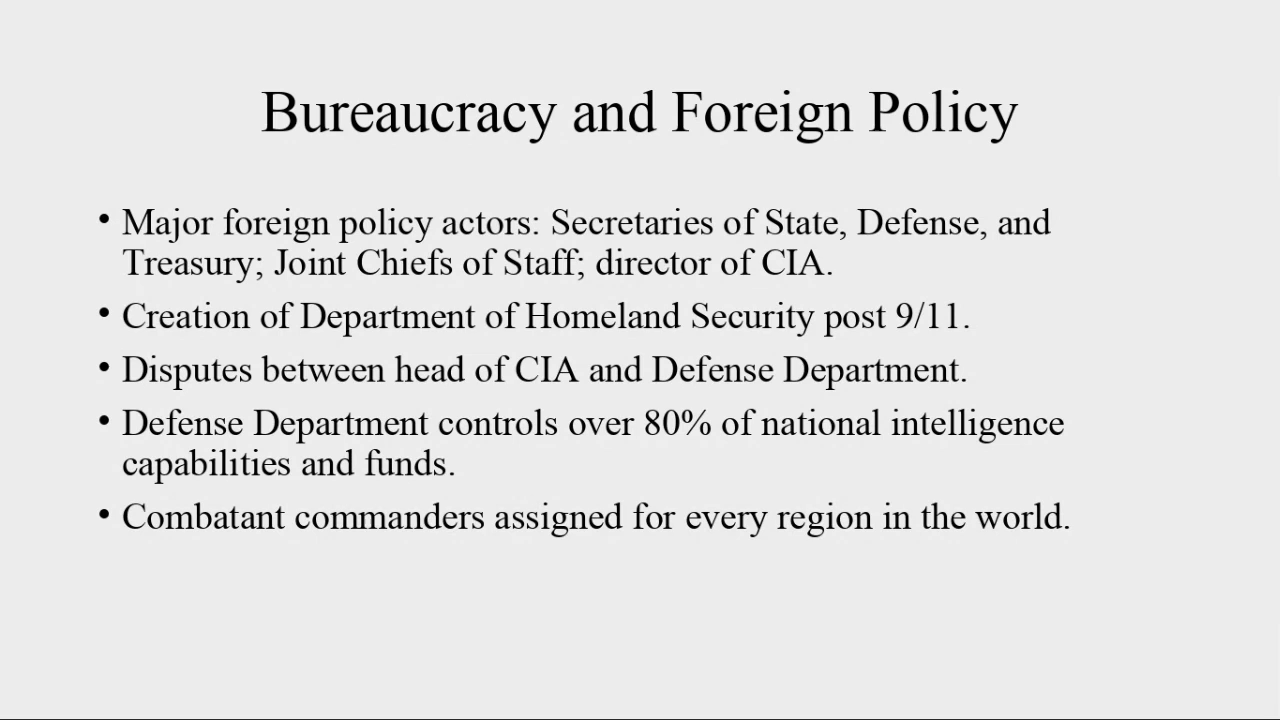 Bureaucracy and Foreign Policy
• Major foreign policy actors: Secretaries of State, Defense, and
Treasury; Joint Chiefs of Staff; director of CIA.
• Creation of Department of Homeland Security post 9/11.
• Disputes between head of CIA and Defense Department.
• Defense Department controls over 80% of national intelligence
capabilities and funds.
• Combatant commanders assigned for every region in the world.